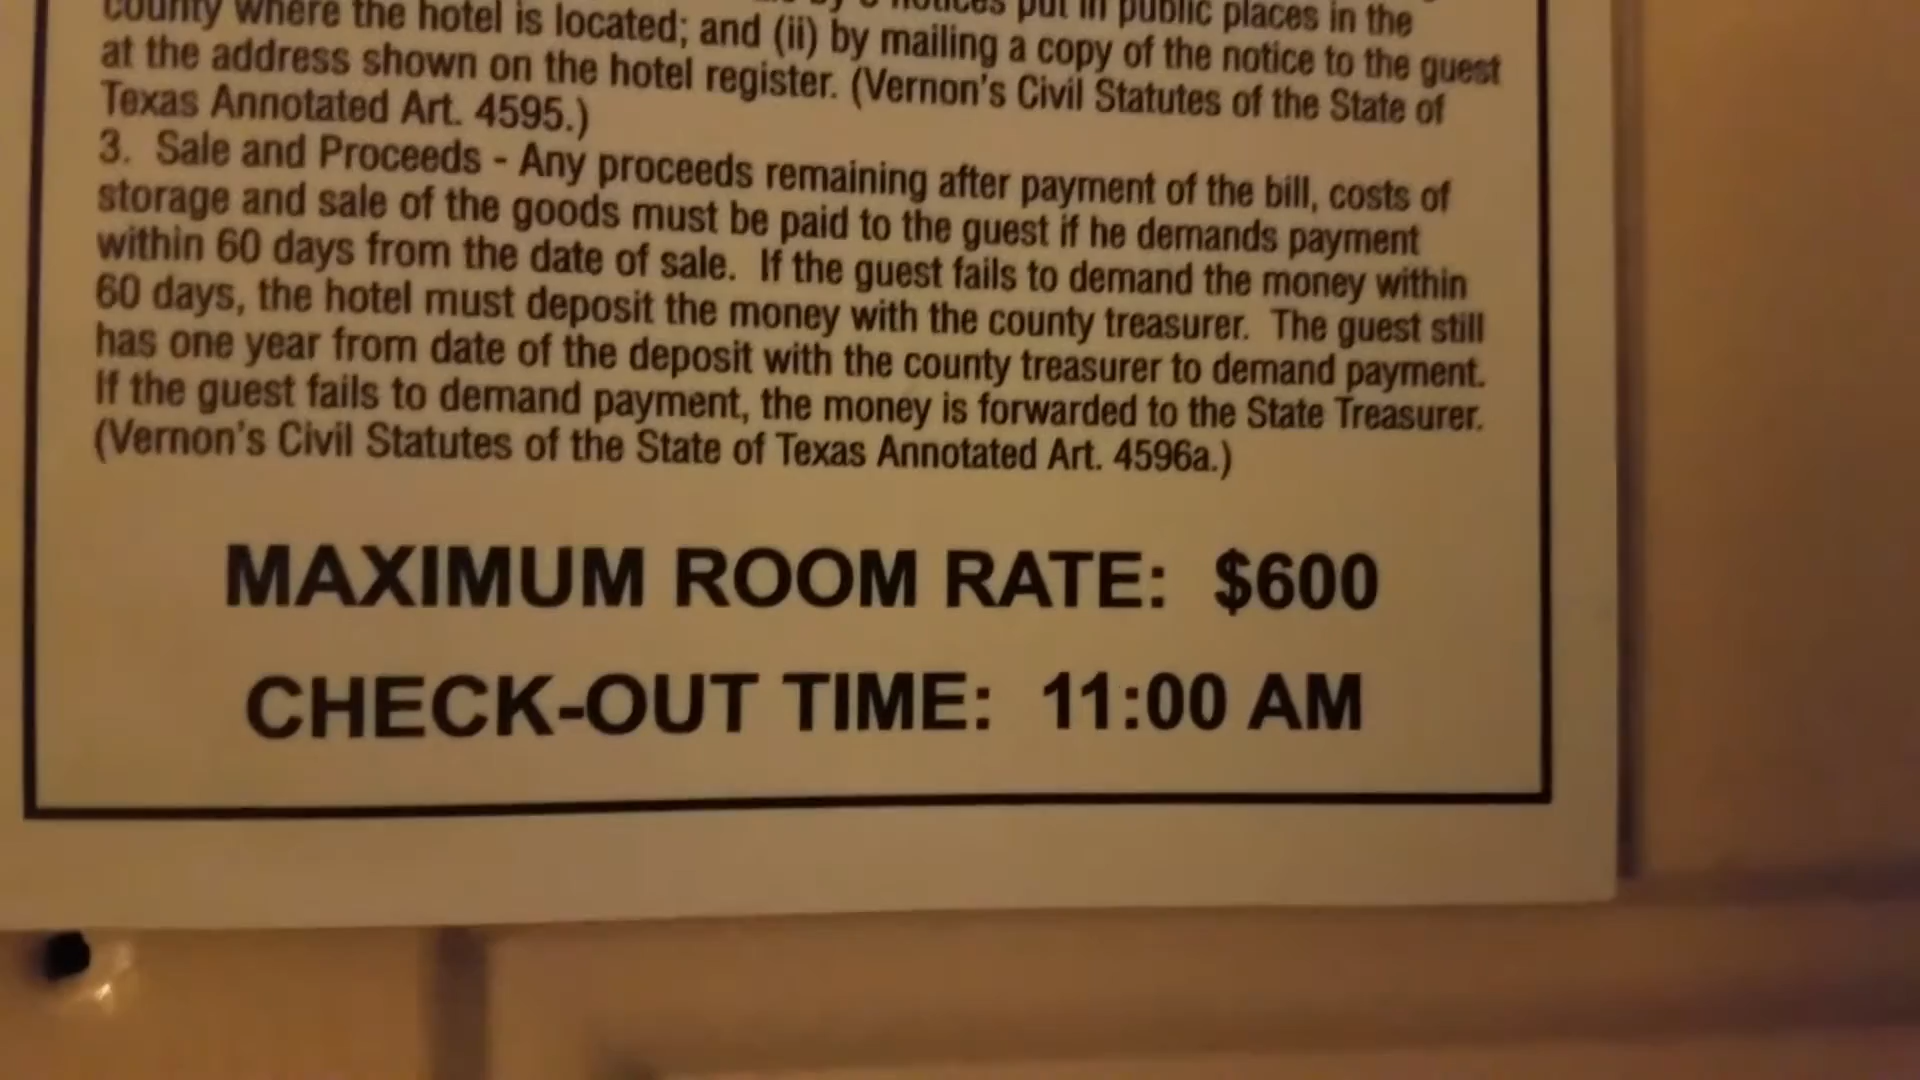 county where the hotel is located; and (ii) by mailing a copy of the notice to the guest
at the address shown on the hotel register. (Vernon's Civil Statutes of the State of
Texas Annotated Art. 4595.)
3. Sale and Proceeds - Any proceeds remaining after payment of the bill, costs of
storage and sale of the goods must be paid to the guest if he demands payment
within 60 days from the date of sale. If the guest fails to demand the money within
60 days, the hotel must deposit the money with the county treasurer. The guest still
has one year from date of the deposit with the county treasurer to demand payment.
If the guest fails to demand payment, the money is forwarded to the State Treasurer.
(Vernon's Civil Statutes of the State of Texas Annotated Art. 4596a.)
MAXIMUM ROOM RATE: $600
CHECK-OUT TIME: 11:00 AM